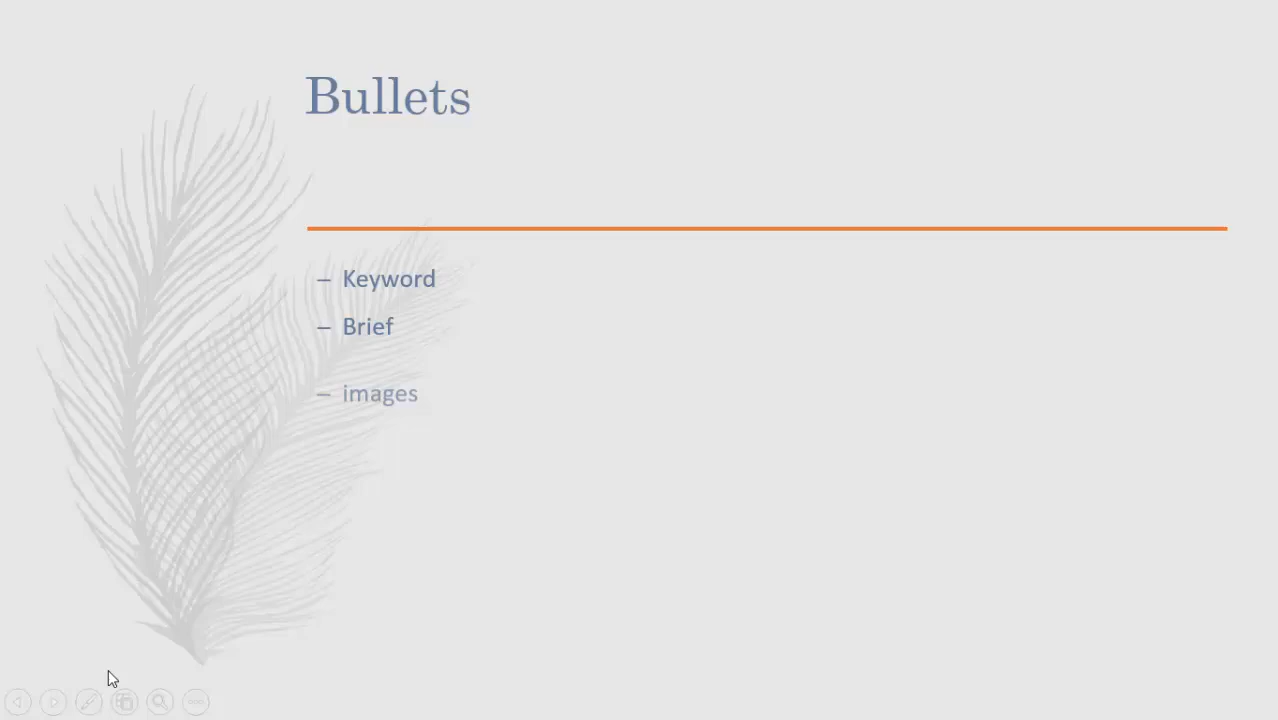 Bullets
– Keyword
– Brief
– images